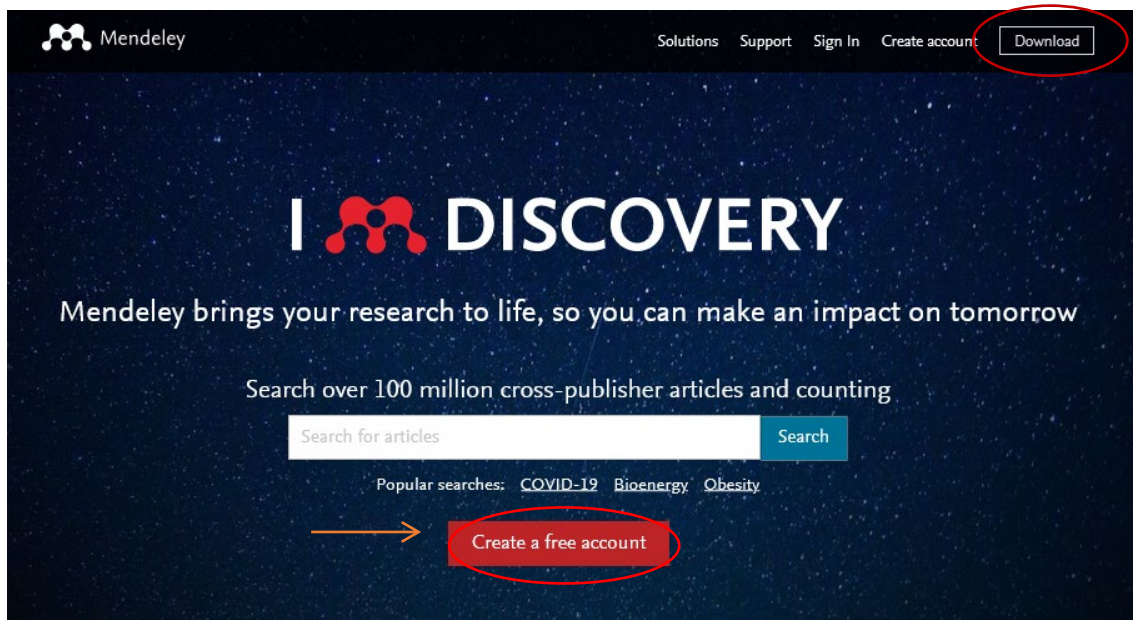 Mendeley
Solutions Support Sign In Create account Download
I DISCOVERY
Mendeley brings your research to life, so you can make an impact on tomorrow
Search over 100 million cross-publisher articles and counting
Search for articles Search
Popular searches: COVID-19 Bioenergy Obesity
Create a free account